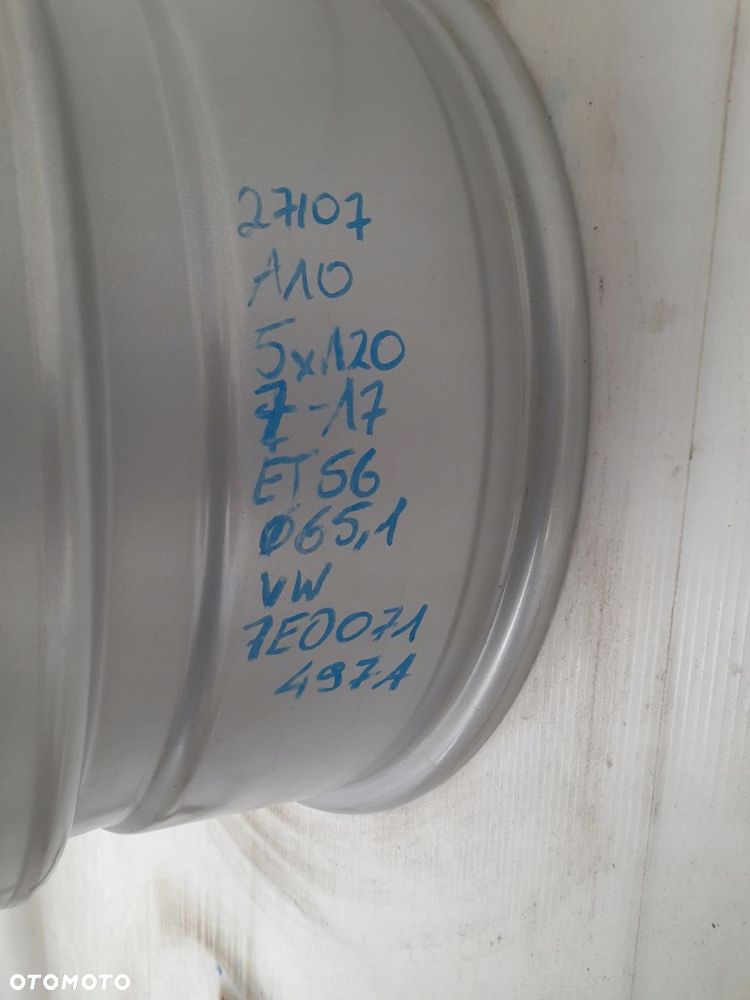 27107
A10
5x120
7-17
ET56
Ø65,1
VW
7E0071
497A
OTOMOTO